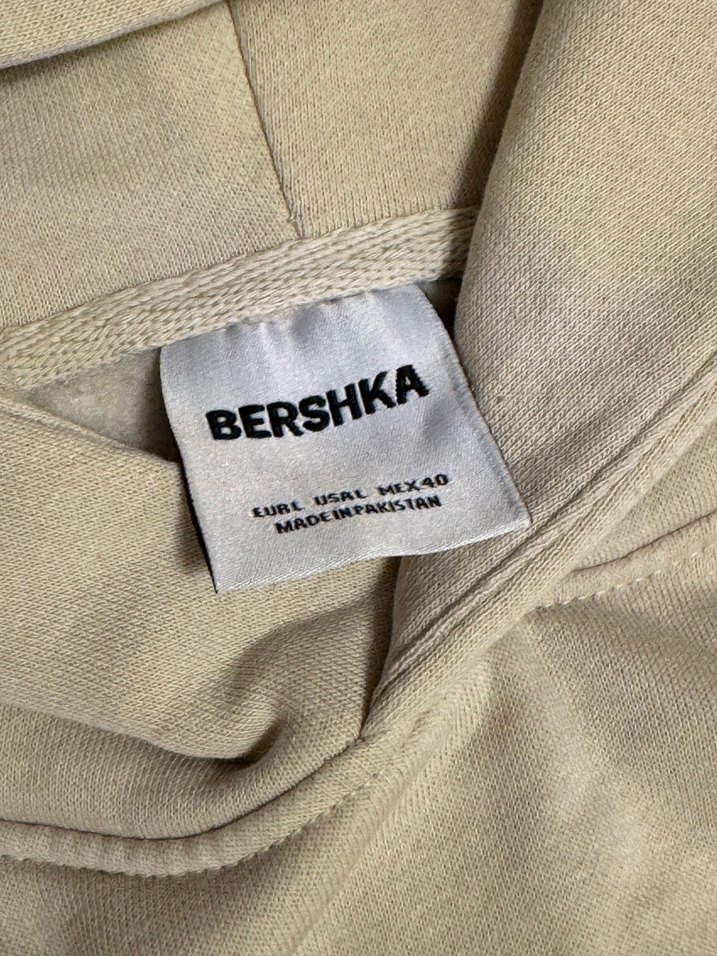 BERSHKA
EUR L USA L MEX 40
MADE IN PAKISTAN